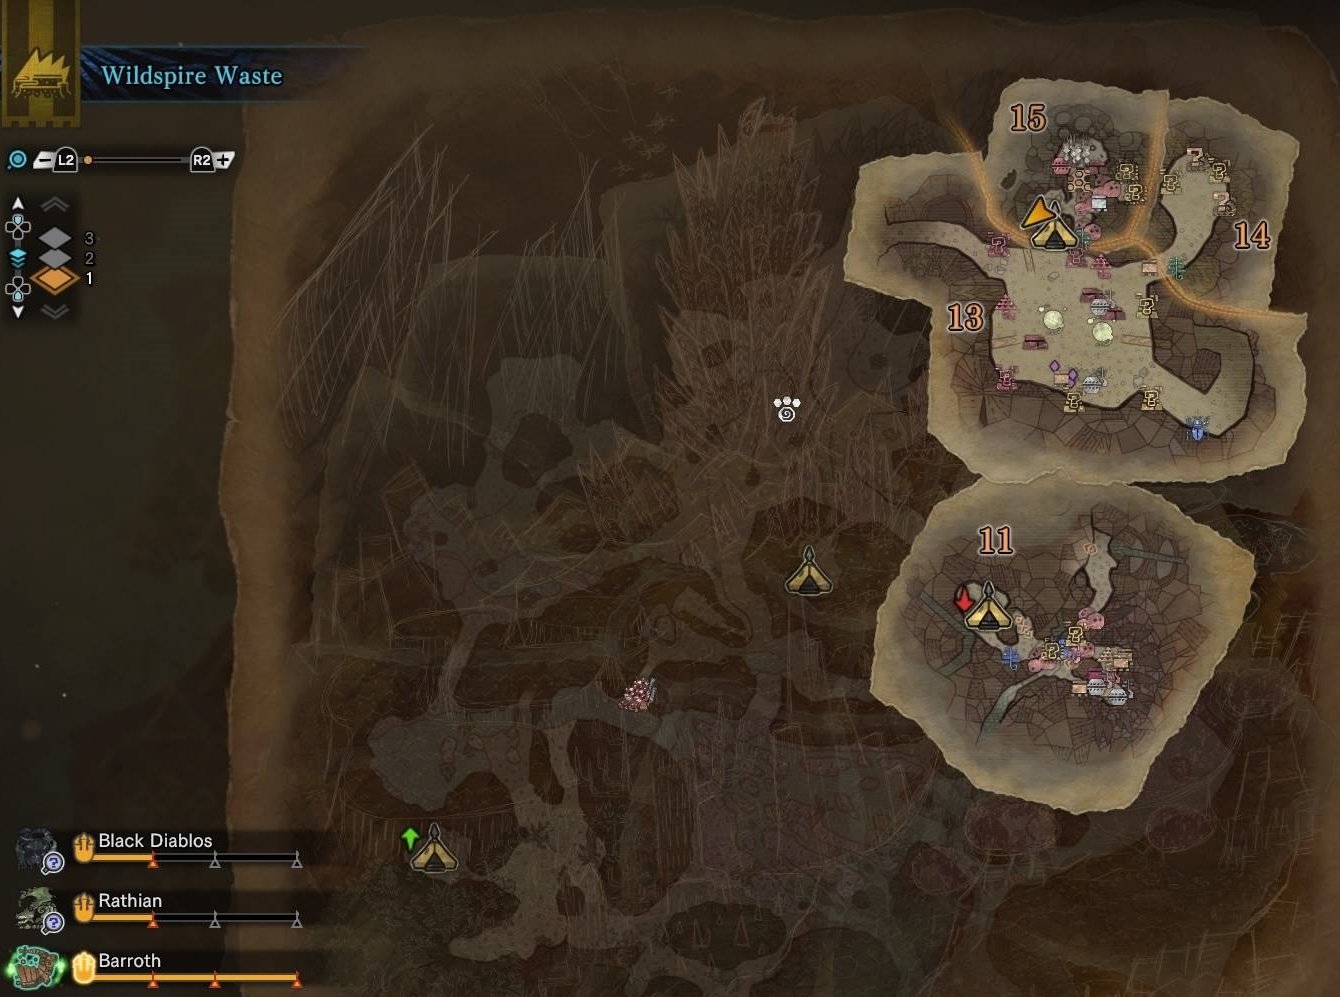 Wildspire Waste
L2
R2
3
2
1
15
14
13
11
Black Diablos
Rathian
Barroth